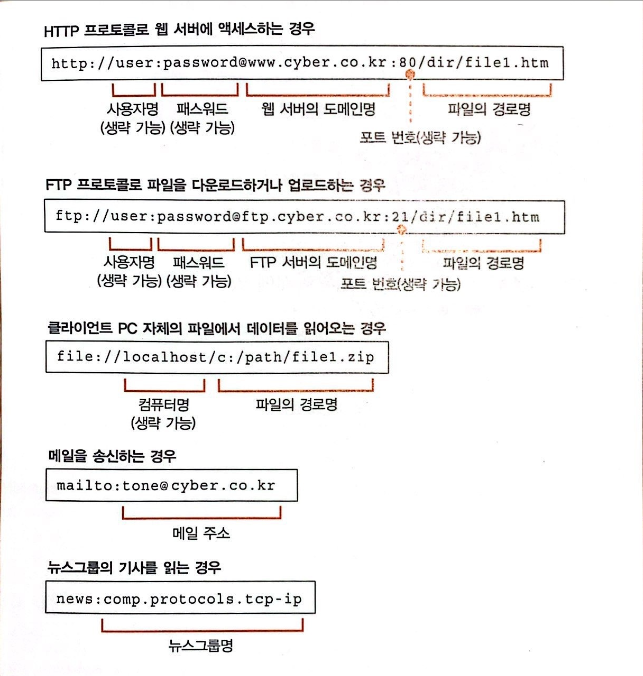 HTTP 프로토콜로 웹 서버에 액세스하는 경우
http://user:password@www.cyber.co.kr:80/dir/file1.htm
사용자명 패스워드 웹 서버의 도메인명 파일의 경로명
(생략 가능) (생략 가능)
포트 번호(생략 가능)
FTP 프로토콜로 파일을 다운로드하거나 업로드하는 경우
ftp://user:password@ftp.cyber.co.kr:21/dir/file1.htm
사용자명 패스워드 FTP 서버의 도메인명 파일의 경로명
(생략 가능) (생략 가능)
포트 번호(생략 가능)
클라이언트 PC 자체의 파일에서 데이터를 읽어오는 경우
file://localhost/c:/path/file1.zip
컴퓨터명 파일의 경로명
(생략 가능)
메일을 송신하는 경우
mailto:tone@cyber.co.kr
메일 주소
뉴스그룹의 기사를 읽는 경우
news:comp.protocols.tcp-ip
뉴스그룹명